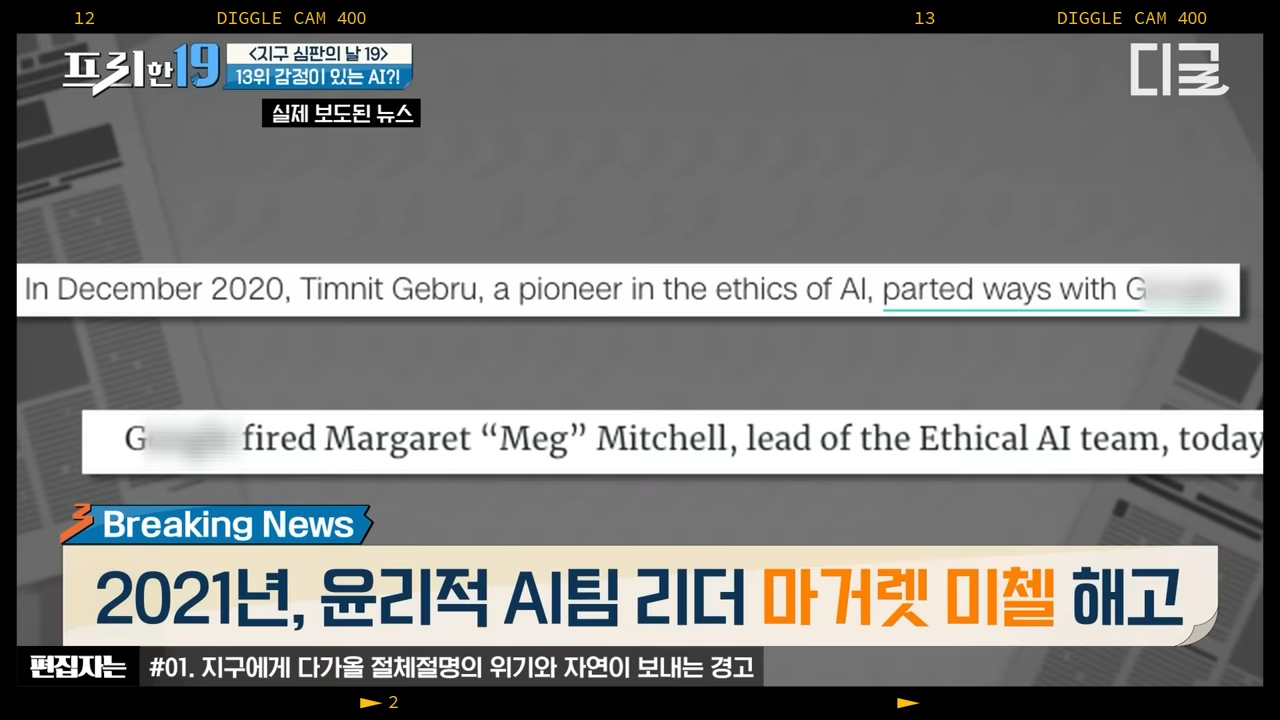 12 DIGGLE CAM 400 13 DIGGLE CAM 400
프리한19
<지구 심판의 날 19>
13위 감정이 있는 AI?!
디글
실제 보도된 뉴스
In December 2020, Timnit Gebru, a pioneer in the ethics of AI, parted ways with G
G fired Margaret “Meg” Mitchell, lead of the Ethical AI team, today
Breaking News
2021년, 윤리적 AI팀 리더 마거렛 미첼 해고
편집자는 #01. 지구에게 다가올 절체절명의 위기와 자연이 보내는 경고
2